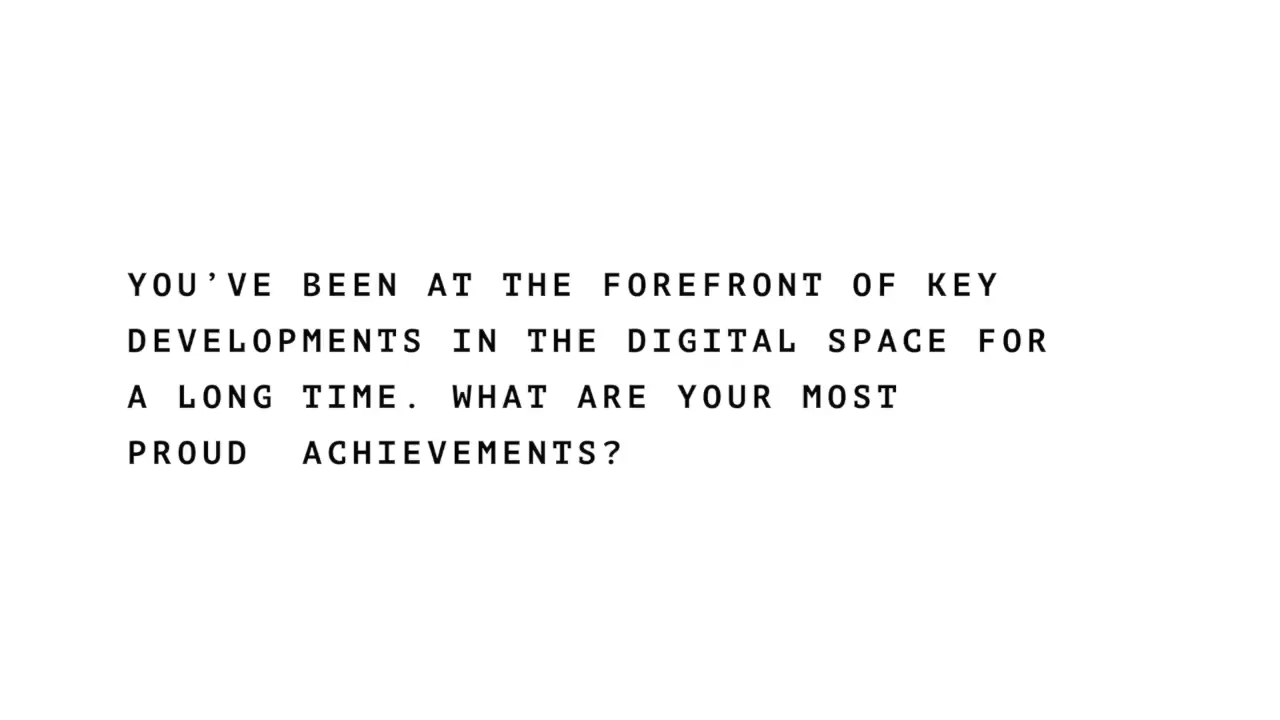 YOU’VE BEEN AT THE FOREFRONT OF KEY
DEVELOPMENTS IN THE DIGITAL SPACE FOR
A LONG TIME. WHAT ARE YOUR MOST
PROUD  ACHIEVEMENTS?